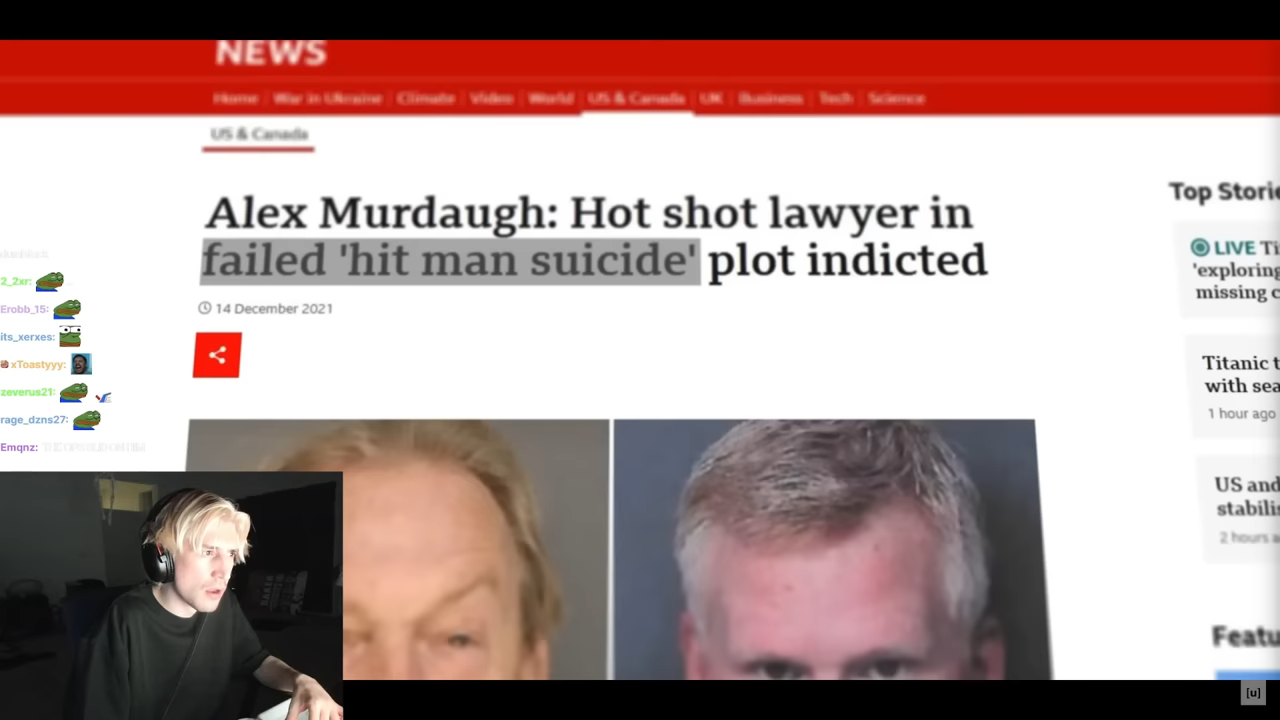 NEWS
Home War in Ukraine Climate Video World US & Canada UK Business Tech Science
US & Canada
Alex Murdaugh: Hot shot lawyer in
failed 'hit man suicide' plot indicted
14 December 2021
Top Storie
LIVE Ti
'exploring
missing c
Titanic t
with sea
1 hour ago
US and
stabilis
2 hours a
Featu
2_2xr:
Erobb_15:
its_xerxes:
xToastyyy:
zeverus21:
rage_dzns27:
Emqnz:
[u]